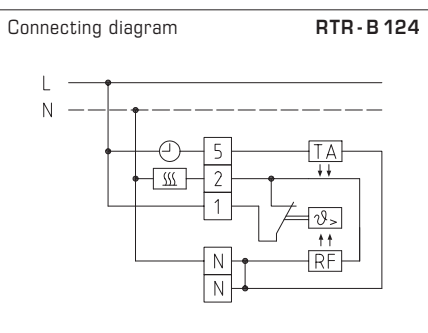 Connecting diagram RTR-B 124
L
N
5 TA
2
1 ϑ>
N RF
N